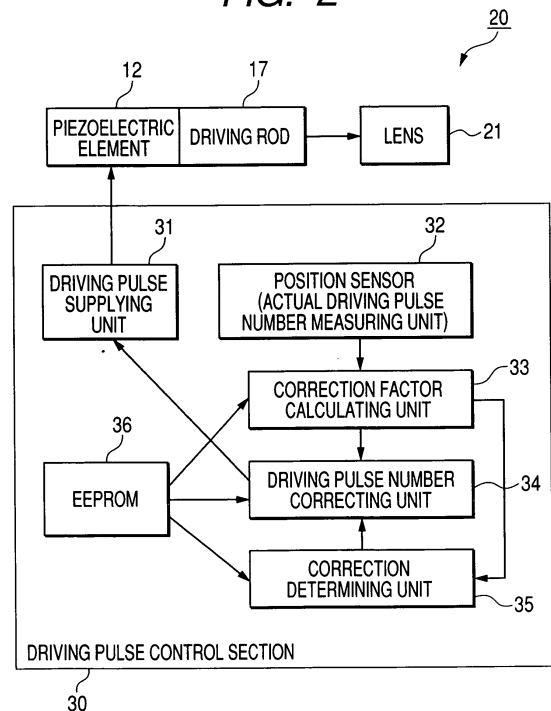 FIG. 2
20
12
17
PIEZOELECTRIC
ELEMENT
DRIVING ROD
LENS
21
31
32
DRIVING PULSE
SUPPLYING
UNIT
POSITION SENSOR
(ACTUAL DRIVING PULSE
NUMBER MEASURING UNIT)
33
CORRECTION FACTOR
CALCULATING UNIT
36
EEPROM
DRIVING PULSE NUMBER
CORRECTING UNIT
34
CORRECTION
DETERMINING UNIT
35
DRIVING PULSE CONTROL SECTION
30